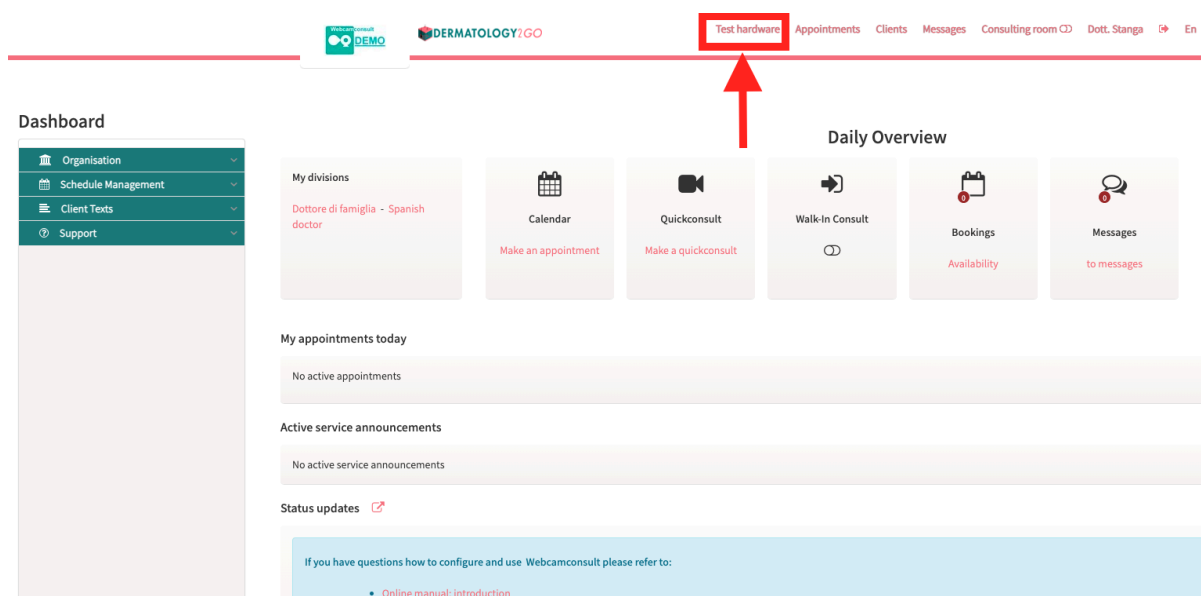 Webcamconsult
DEMO
DERMATOLOGY2GO
Test hardware Appointments Clients Messages Consulting room Dott. Stanga En
Dashboard
Organisation
Schedule Management
Client Texts
Support
Daily Overview
My divisions
Dottore di famiglia - Spanish
doctor
Calendar
Make an appointment
Quickconsult
Make a quickconsult
Walk-In Consult
0
Bookings
Availability
0
Messages
to messages
My appointments today
No active appointments
Active service announcements
No active service announcements
Status updates
If you have questions how to configure and use Webcamconsult please refer to:
• Online manual: introduction